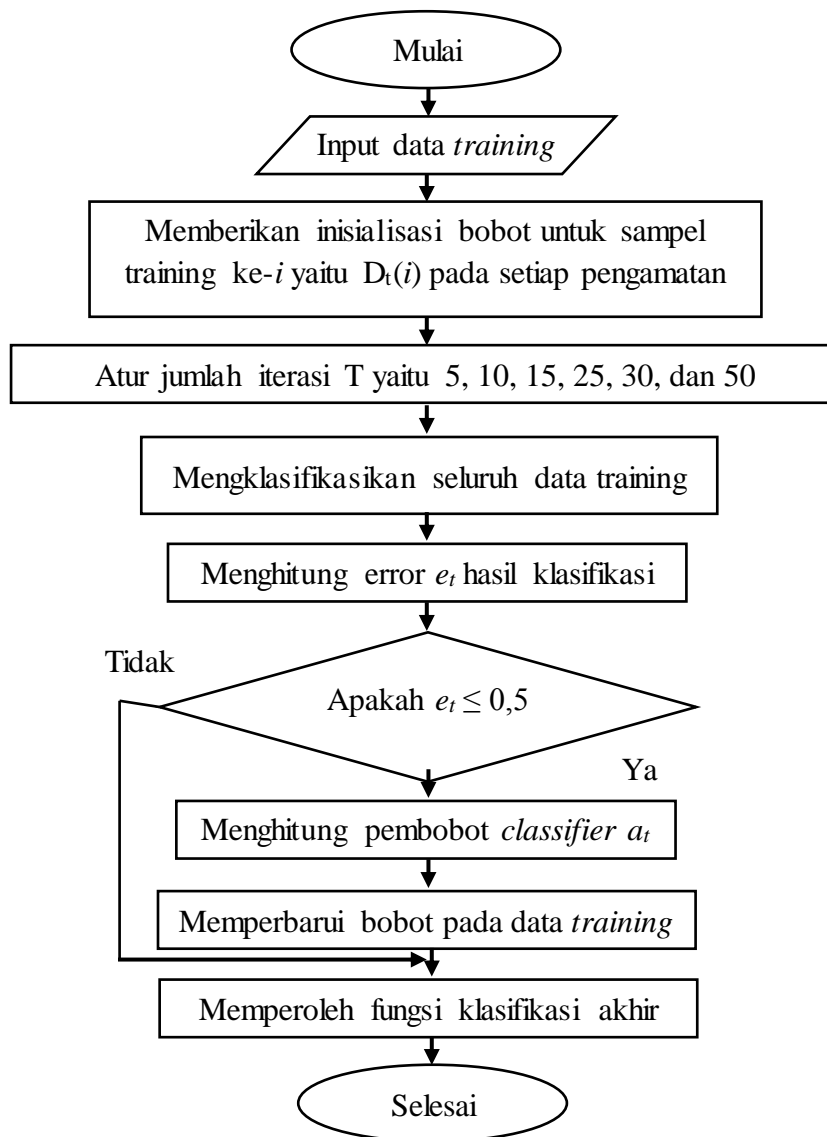 Mulai
Input data training
Memberikan inisialisasi bobot untuk sampel
training ke-i yaitu Dₜ(i) pada setiap pengamatan
Atur jumlah iterasi T yaitu 5, 10, 15, 25, 30, dan 50
Mengklasifikasikan seluruh data training
Menghitung error eₜ hasil klasifikasi
Tidak
Apakah eₜ ≤ 0,5
Ya
Menghitung pembobot classifier aₜ
Memperbarui bobot pada data training
Memperoleh fungsi klasifikasi akhir
Selesai